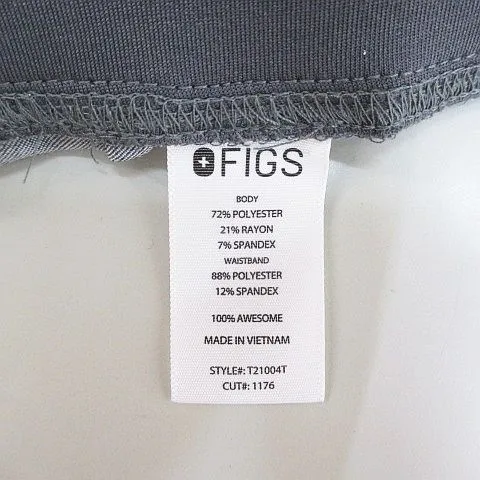 FIGS
BODY
72% POLYESTER
21% RAYON
7% SPANDEX
WAISTBAND
88% POLYESTER
12% SPANDEX
100% AWESOME
MADE IN VIETNAM
STYLE#: T21004T
CUT#: 1176